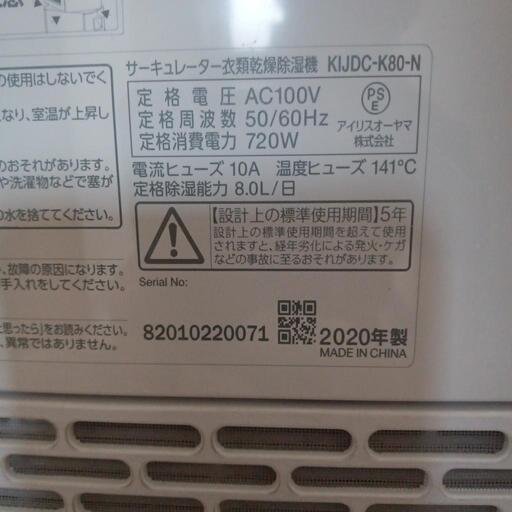 の使用はしないでく
なり、室温が上昇し
のおそれがあります。
や洗濯物などで塞が
の水を捨ててください。
、故障の原因になります。
手入れをしてください。
と思ったら」をお読みください。
、異常ではありません。
サーキュレーター衣類乾燥除湿機 KIJDC-K80-N
定格電圧 AC100V
定格周波数 50/60Hz
定格消費電力 720W
PS
E
アイリスオーヤマ
株式会社
電流ヒューズ 10A 温度ヒューズ 141℃
定格除湿能力 8.0L/日
【設計上の標準使用期間】5年
設計上の標準使用期間を超えて使用
されますと、経年劣化による発火・ケガ
などの事故に至るおそれがあります。
Serial No:
82010220071
2020年製
MADE IN CHINA